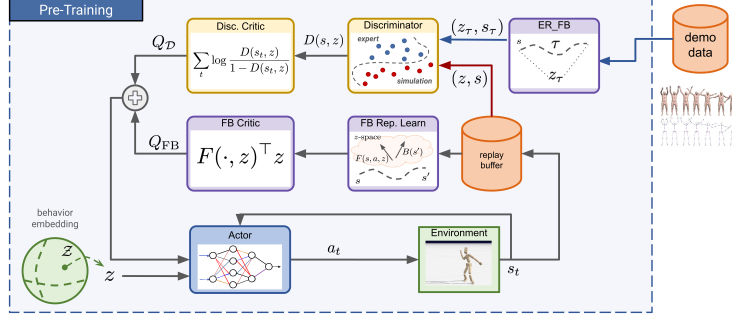 Pre-Training
Disc. Critic
Discriminator
ER_FB
demo
data
Q_𝒟
∑_t log D(s_t, z) / 1 − D(s_t, z)
D(s, z)
expert
simulation
(z_τ, s_τ)
(z, s)
s
τ
z_τ
FB Critic
FB Rep. Learn
Q_FB
F(·, z)^⊤ z
z-space
F(s, a, z)
B(s′)
s
s′
replay
buffer
behavior
embedding
𝒵
z
Actor
a_t
Environment
s_t